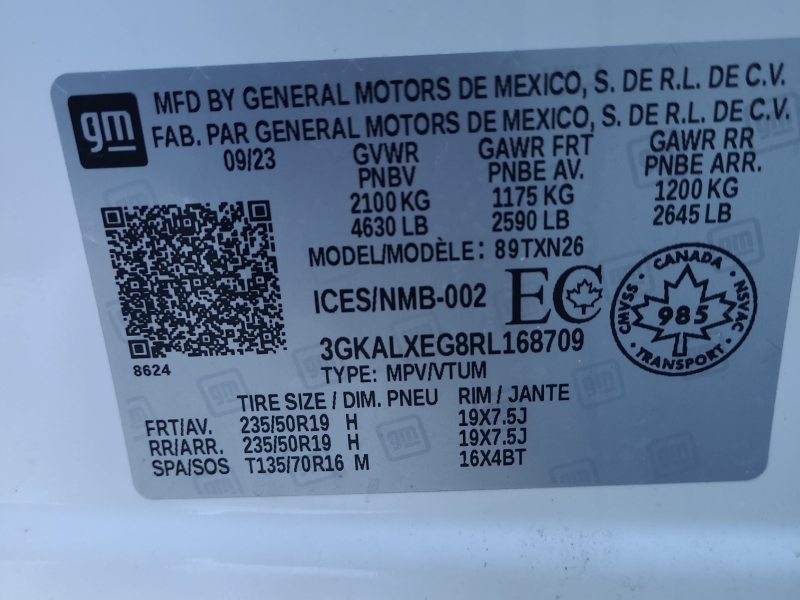 gm
MFD BY GENERAL MOTORS DE MEXICO, S. DE R.L. DE C.V.
FAB. PAR GENERAL MOTORS DE MEXICO, S. DE R.L. DE C.V.
09/23 GVWR GAWR FRT GAWR RR
PNBV PNBE AV. PNBE ARR.
2100 KG 1175 KG 1200 KG
4630 LB 2590 LB 2645 LB
MODEL/MODÈLE: 89TXN26
ICES/NMB-002 EC
CANADA
CMVSS 985 NSVAC
TRANSPORT
3GKALXEG8RL168709
8624
TYPE: MPV/VTUM
TIRE SIZE / DIM. PNEU RIM / JANTE
FRT/AV. 235/50R19 H 19X7.5J
RR/ARR. 235/50R19 H 19X7.5J
SPA/SOS T135/70R16 M 16X4BT